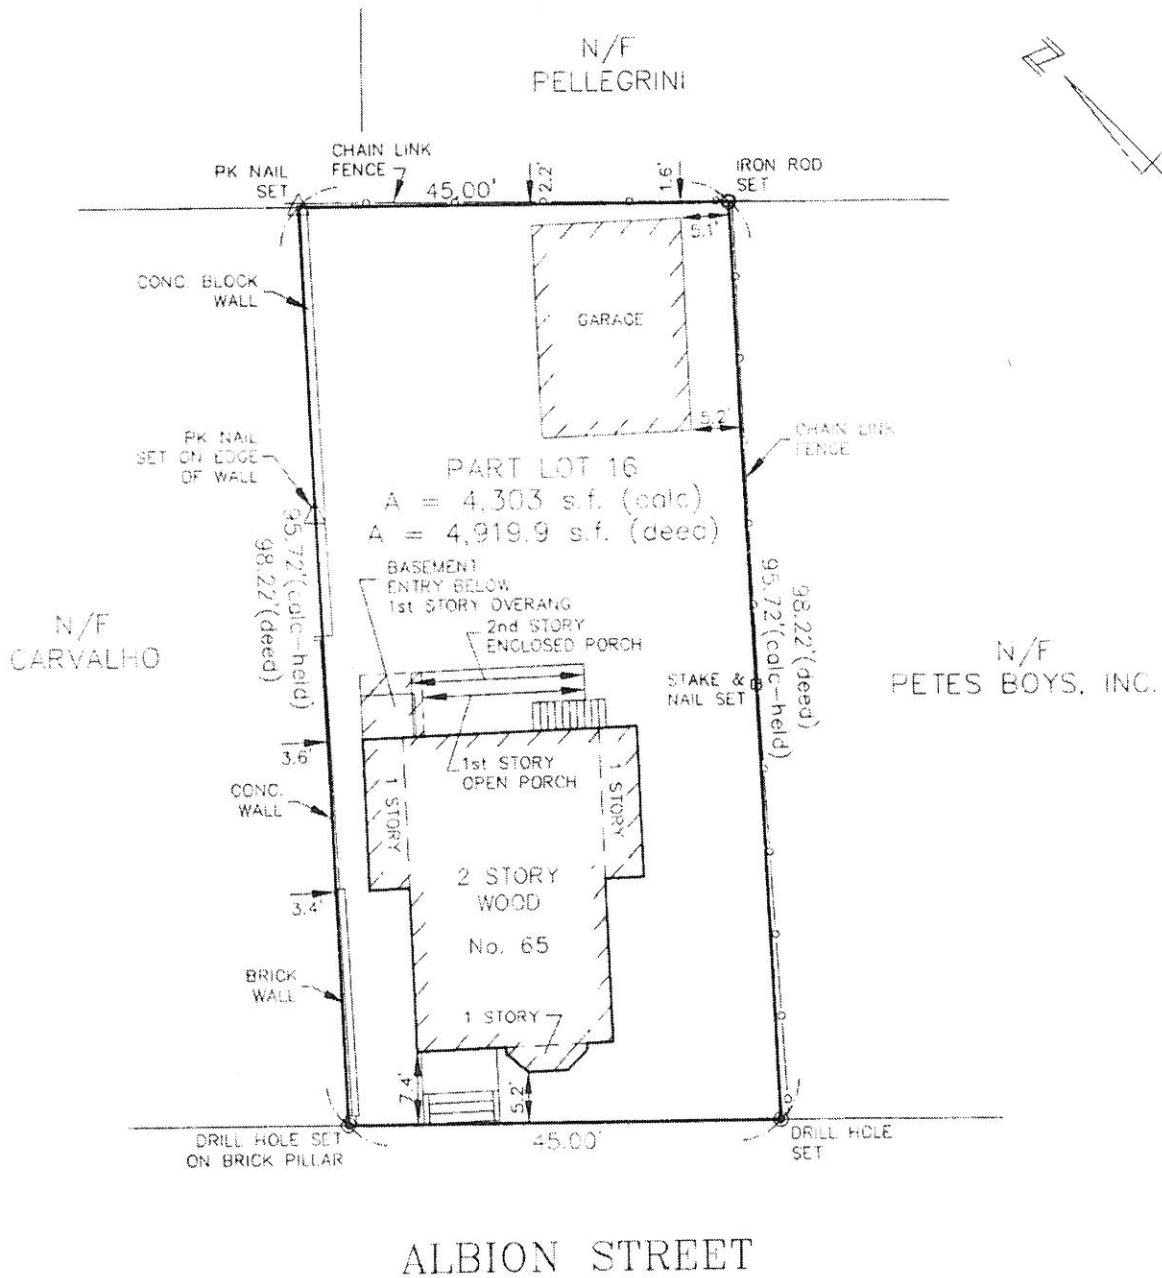 N/F
PELLEGRINI
N
CHAIN LINK
FENCE
PK NAIL
SET
45.00'
2.2'
1.6'
IRON ROD
SET
5.1'
CONC. BLOCK
WALL
GARAGE
5.2'
CHAIN LINK
FENCE
PK NAIL
SET ON EDGE
OF WALL
PART LOT 16
A = 4,303 s.f. (calc)
A = 4,919.9 s.f. (deed)
95.72'(calc-held)
98.22'(deed)
BASEMENT
ENTRY BELOW
1st STORY OVERANG
2nd STORY
ENCLOSED PORCH
N/F
CARVALHO
98.22'(deed)
95.72'(calc-held)
N/F
PETES BOYS, INC.
STAKE &
NAIL SET
3.6'
1st STORY
OPEN PORCH
CONC.
WALL
1 STORY
1 STORY
2 STORY
WOOD
3.4'
No. 65
BRICK
WALL
1 STORY
7.4'
5.2'
DRILL HOLE SET
ON BRICK PILLAR
45.00'
DRILL HOLE
SET
ALBION STREET